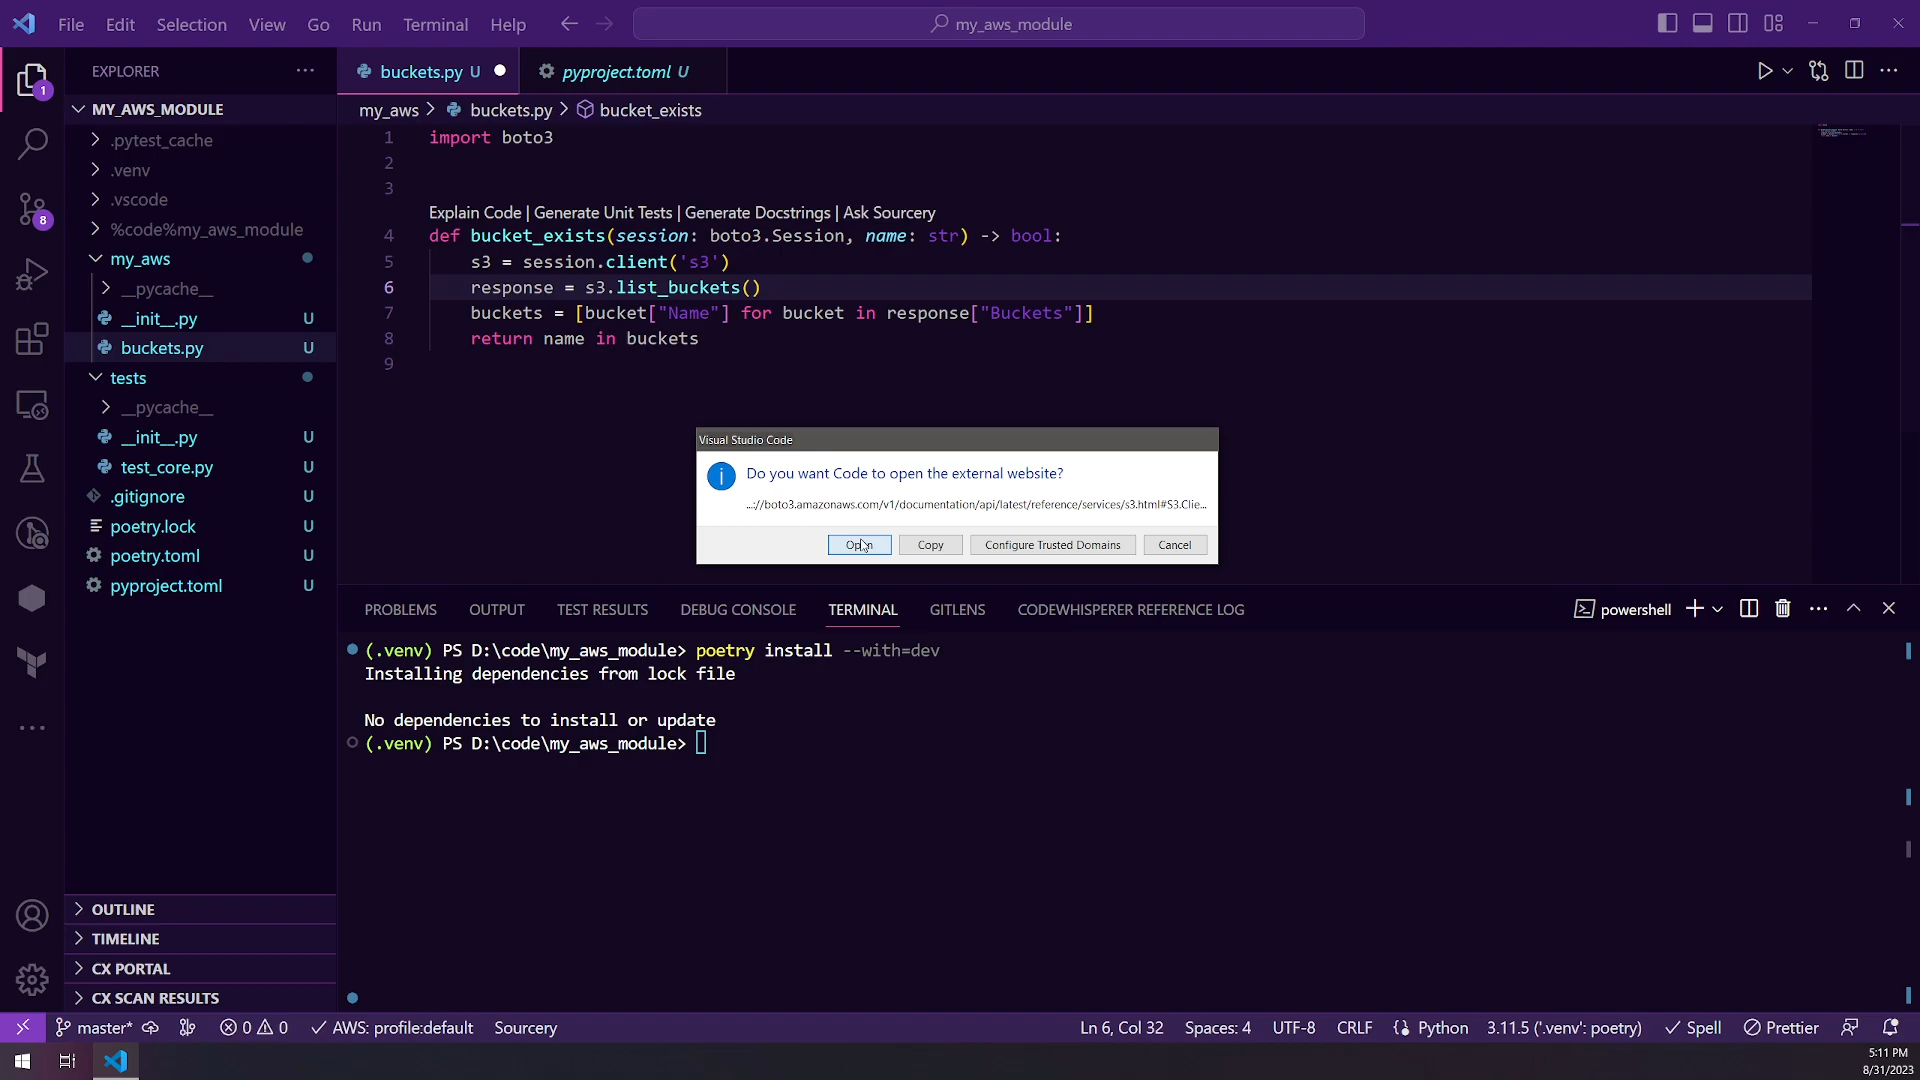 File Edit Selection View Go Run Terminal Help
my_aws_module
EXPLORER
1
buckets.py U
pyproject.toml U
MY_AWS_MODULE
my_aws > buckets.py > bucket_exists
.pytest_cache
.venv
.vscode
%code%my_aws_module
my_aws
__pycache__
__init__.py U
buckets.py U
tests
__pycache__
__init__.py U
test_core.py U
.gitignore U
poetry.lock U
poetry.toml U
pyproject.toml U
8
1 import boto3
2
3
Explain Code | Generate Unit Tests | Generate Docstrings | Ask Sourcery
4 def bucket_exists(session: boto3.Session, name: str) -> bool:
5 s3 = session.client('s3')
6 response = s3.list_buckets()
7 buckets = [bucket["Name"] for bucket in response["Buckets"]]
8 return name in buckets
9
Visual Studio Code
Do you want Code to open the external website?
...://boto3.amazonaws.com/v1/documentation/api/latest/reference/services/s3.html#S3.Clie...
Open Copy Configure Trusted Domains Cancel
PROBLEMS OUTPUT TEST RESULTS DEBUG CONSOLE TERMINAL GITLENS CODEWHISPERER REFERENCE LOG
powershell
(.venv) PS D:\code\my_aws_module> poetry install --with=dev
Installing dependencies from lock file
No dependencies to install or update
(.venv) PS D:\code\my_aws_module>
OUTLINE
TIMELINE
CX PORTAL
CX SCAN RESULTS
master* 0 0 AWS: profile:default Sourcery
Ln 6, Col 32 Spaces: 4 UTF-8 CRLF Python 3.11.5 ('.venv': poetry) Spell Prettier
5:11 PM
8/31/2023